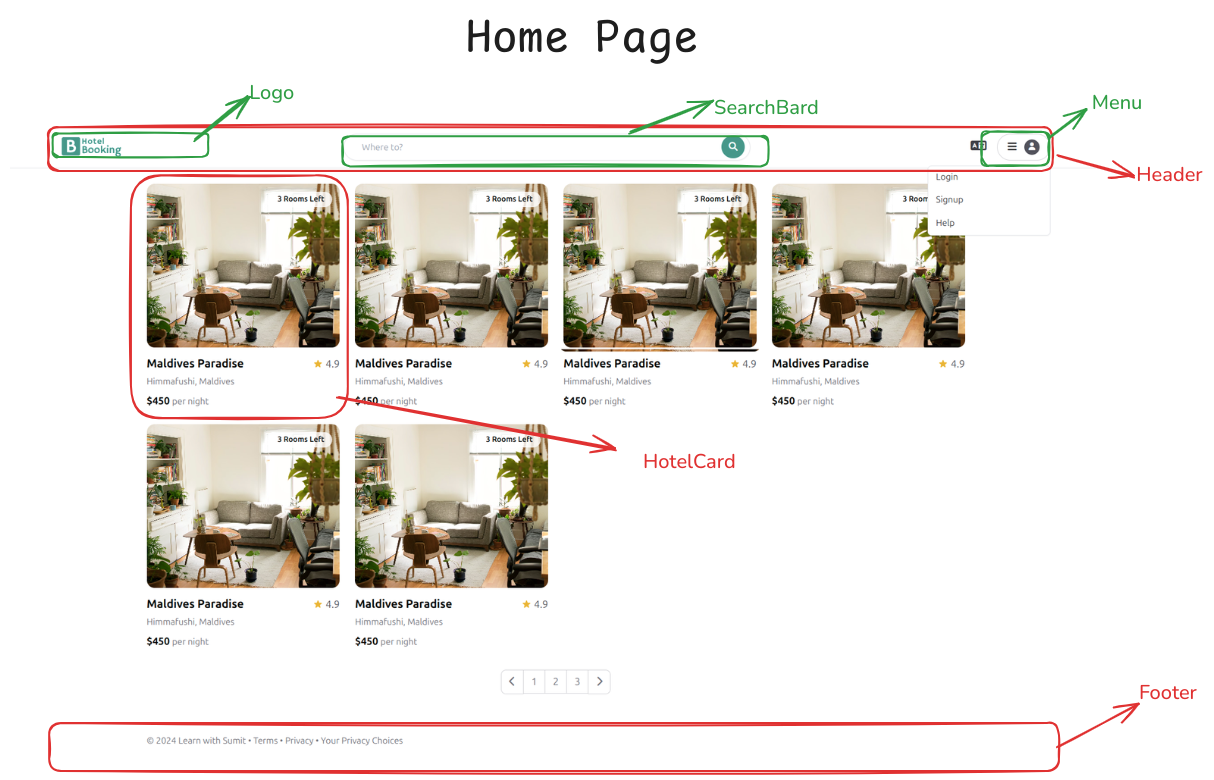 Home Page
Logo
SearchBard
Menu
B Hotel
Booking
Where to?
Header
Login
Signup
Help
3 Rooms Left
3 Rooms Left
3 Rooms Left
3 Room
Maldives Paradise ★ 4.9
Himmafushi, Maldives
$450 per night
Maldives Paradise ★ 4.9
Himmafushi, Maldives
$450 per night
Maldives Paradise ★ 4.9
Himmafushi, Maldives
$450 per night
Maldives Paradise ★ 4.9
Himmafushi, Maldives
$450 per night
HotelCard
3 Rooms Left
3 Rooms Left
Maldives Paradise ★ 4.9
Himmafushi, Maldives
$450 per night
Maldives Paradise ★ 4.9
Himmafushi, Maldives
$450 per night
1 2 3
Footer
© 2024 Learn with Sumit • Terms • Privacy • Your Privacy Choices